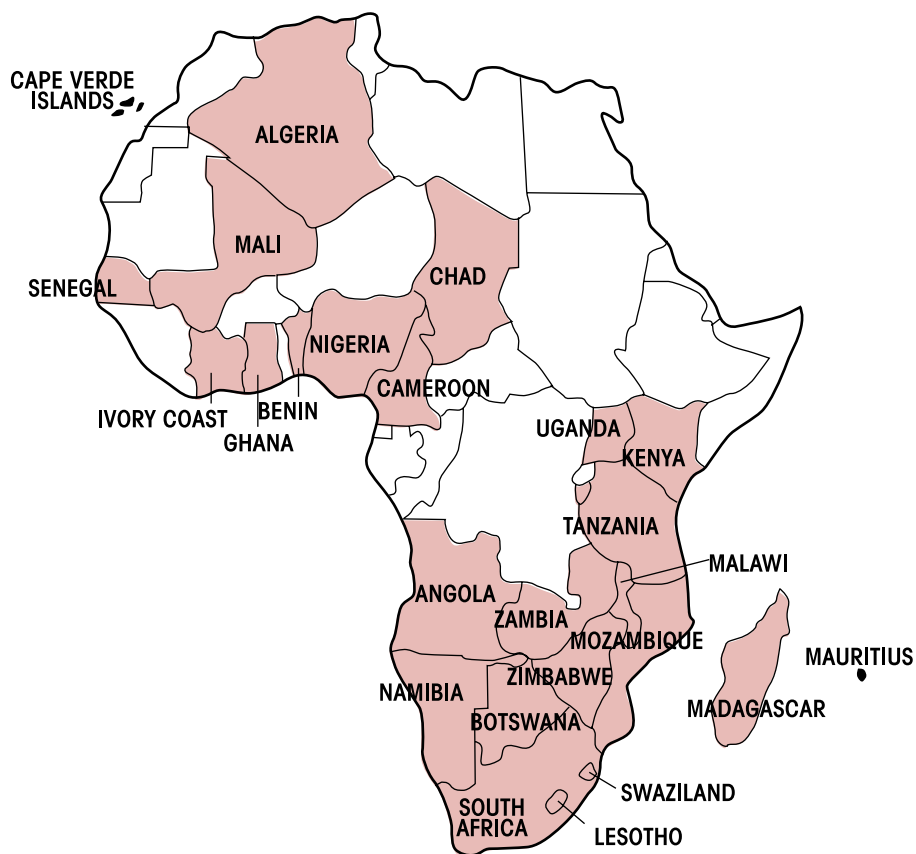 CAPE VERDE
ISLANDS
ALGERIA
MALI
CHAD
SENEGAL
NIGERIA
CAMEROON
IVORY COAST
BENIN
GHANA
UGANDA
KENYA
TANZANIA
MALAWI
ANGOLA
ZAMBIA
MOZAMBIQUE
MAURITIUS
ZIMBABWE
NAMIBIA
MADAGASCAR
BOTSWANA
SWAZILAND
SOUTH
AFRICA
LESOTHO